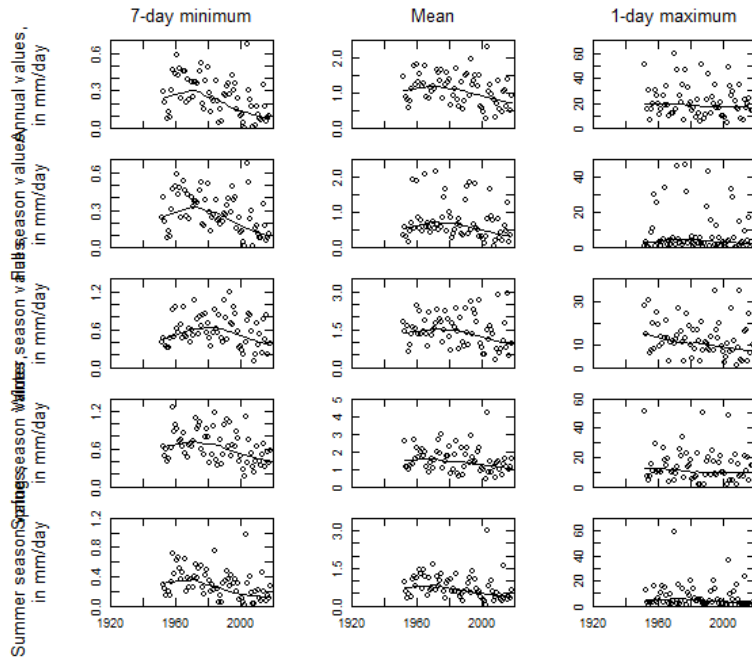 7-day minimum
Mean
1-day maximum
Annual values,
in mm/day
0.0 0.3 0.6
0.0 1.0 2.0
0 20 40 60
season values,
in mm/day
0.0 0.3 0.6
0.0 1.0 2.0
0 20 40
season values,
in mm/day
0.0 0.6 1.2
0.0 1.5 3.0
0 10 30
season values,
in mm/day
0.0 0.6 1.2
0 1 2 3 4 5
0 20 40 60
Summer season values,
in mm/day
0.0 0.4 0.8 1.2
0.0 1.5 3.0
0 20 40 60
1920 1960 2000
1920 1960 2000
1920 1960 2000